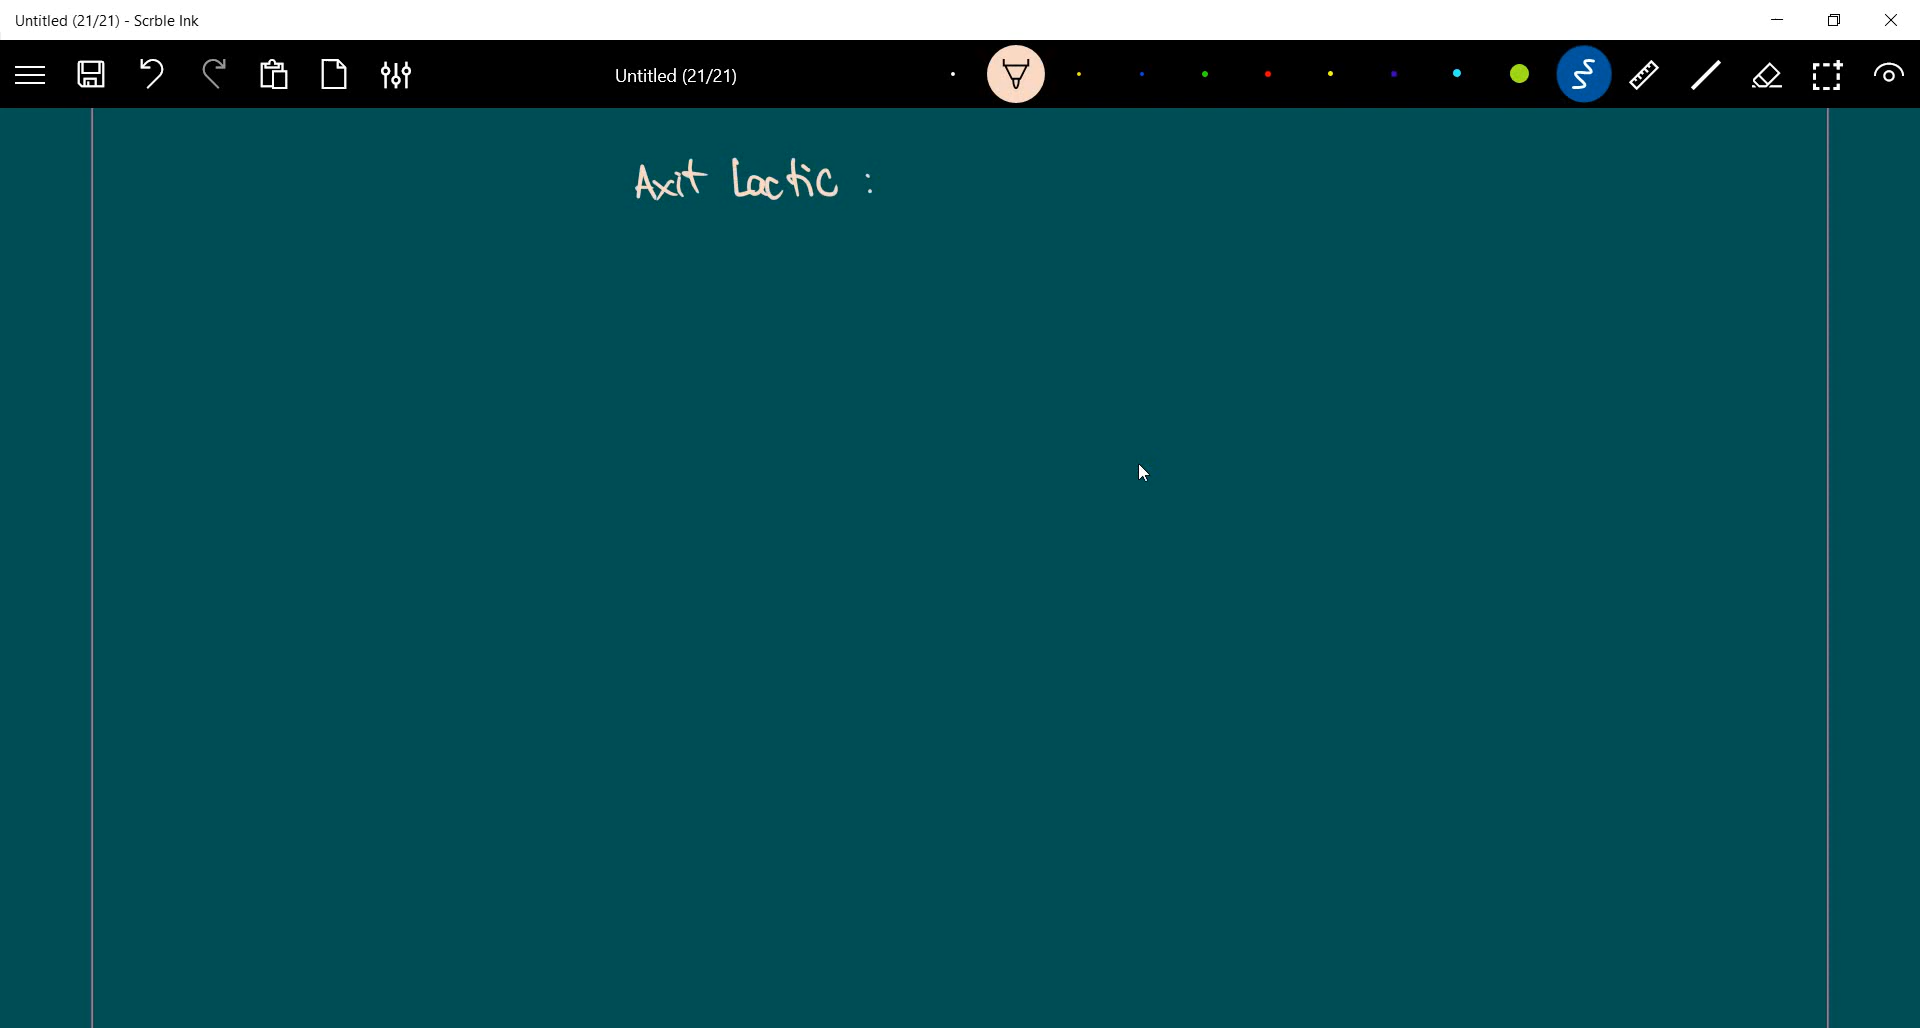 Untitled (21/21) - Scrble Ink
Untitled (21/21)
Axit Lactic :